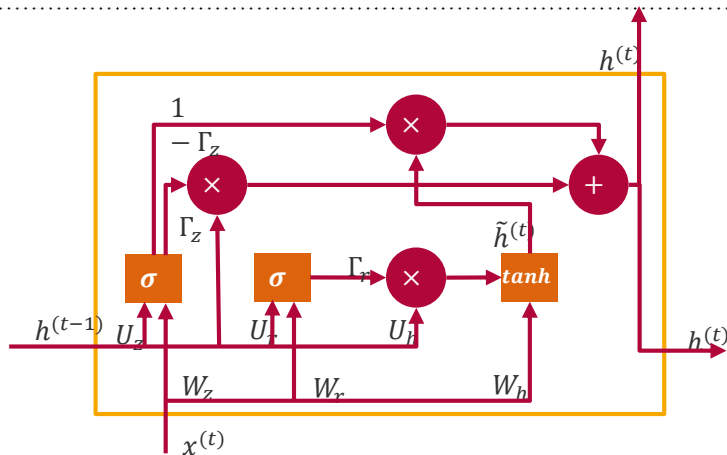 h^{(t)}
1
− Γ_z
×
×
+
Γ_z
h̃^{(t)}
σ
σ
Γ_r
×
tanh
h^{(t−1)}
U_z
U_r
U_h
h^{(t)}
W_z
W_r
W_h
x^{(t)}